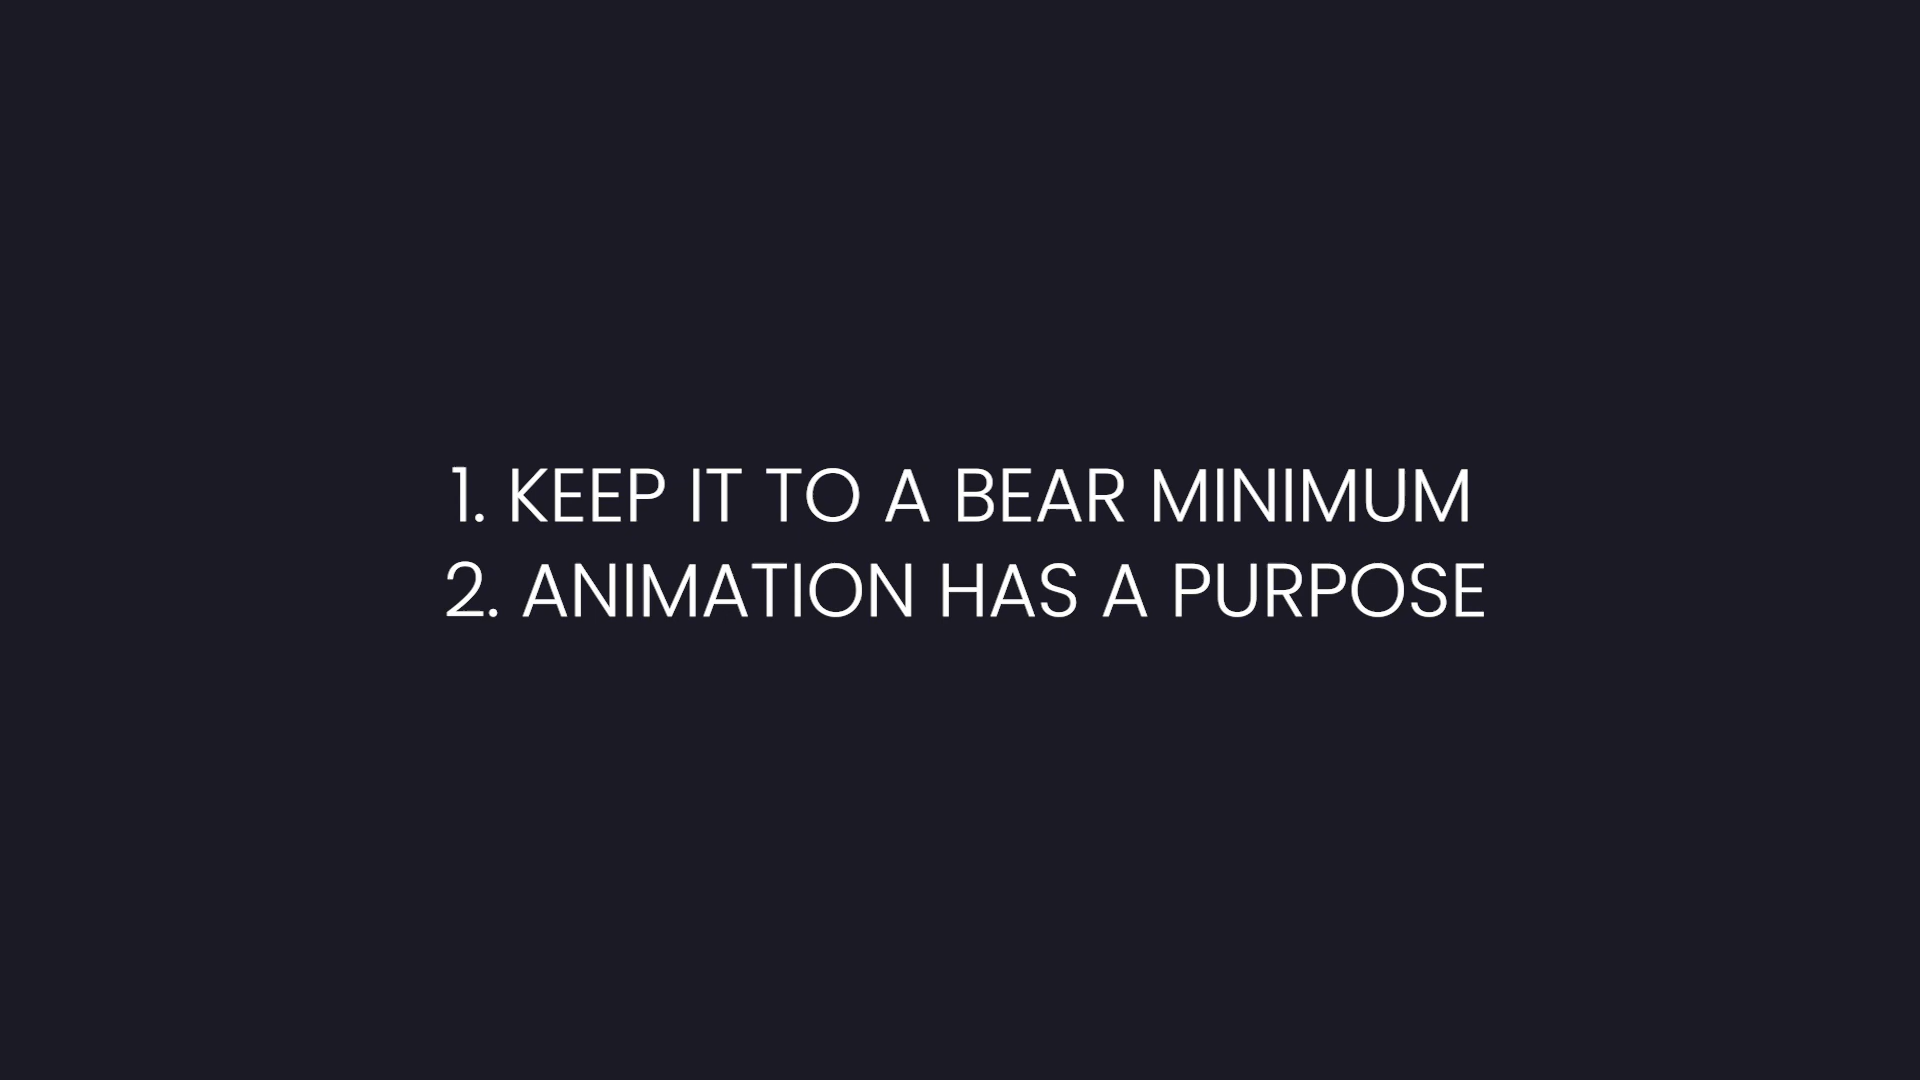 1. KEEP IT TO A BEAR MINIMUM
2. ANIMATION HAS A PURPOSE